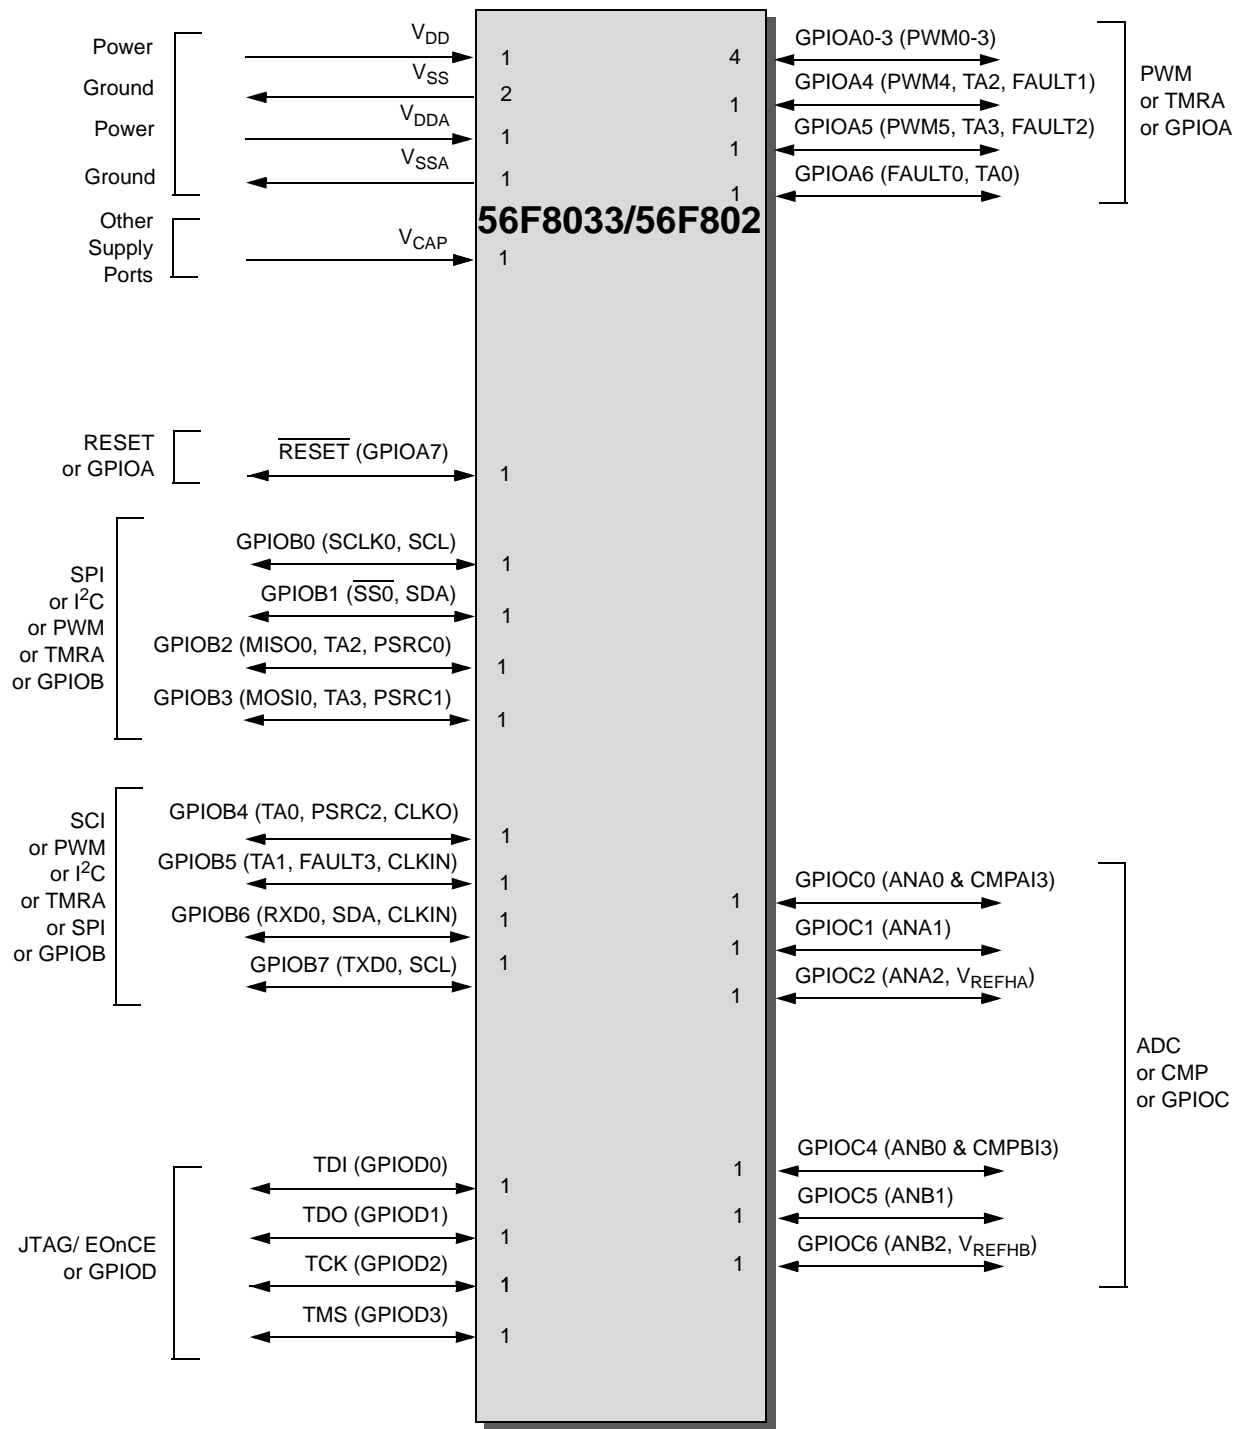 Power
V_DD
1
Ground
V_SS
2
Power
V_DDA
1
Ground
V_SSA
1
Other
Supply
Ports
V_CAP
1
RESET
or GPIOA
RESET (GPIOA7)
1
SPI
or I²C
or PWM
or TMRA
or GPIOB
GPIOB0 (SCLK0, SCL)
1
GPIOB1 (SS0, SDA)
1
GPIOB2 (MISO0, TA2, PSRC0)
1
GPIOB3 (MOSI0, TA3, PSRC1)
1
SCI
or PWM
or I²C
or TMRA
or SPI
or GPIOB
GPIOB4 (TA0, PSRC2, CLKO)
1
GPIOB5 (TA1, FAULT3, CLKIN)
1
GPIOB6 (RXD0, SDA, CLKIN)
1
GPIOB7 (TXD0, SCL)
1
JTAG/ EOnCE
or GPIOD
TDI (GPIOD0)
1
TDO (GPIOD1)
1
TCK (GPIOD2)
1
TMS (GPIOD3)
1
56F8033/56F802
4
GPIOA0-3 (PWM0-3)
1
GPIOA4 (PWM4, TA2, FAULT1)
1
GPIOA5 (PWM5, TA3, FAULT2)
1
GPIOA6 (FAULT0, TA0)
PWM
or TMRA
or GPIOA
1
GPIOC0 (ANA0 & CMPAI3)
1
GPIOC1 (ANA1)
1
GPIOC2 (ANA2, V_REFHA)
1
GPIOC4 (ANB0 & CMPBI3)
1
GPIOC5 (ANB1)
1
GPIOC6 (ANB2, V_REFHB)
ADC
or CMP
or GPIOC